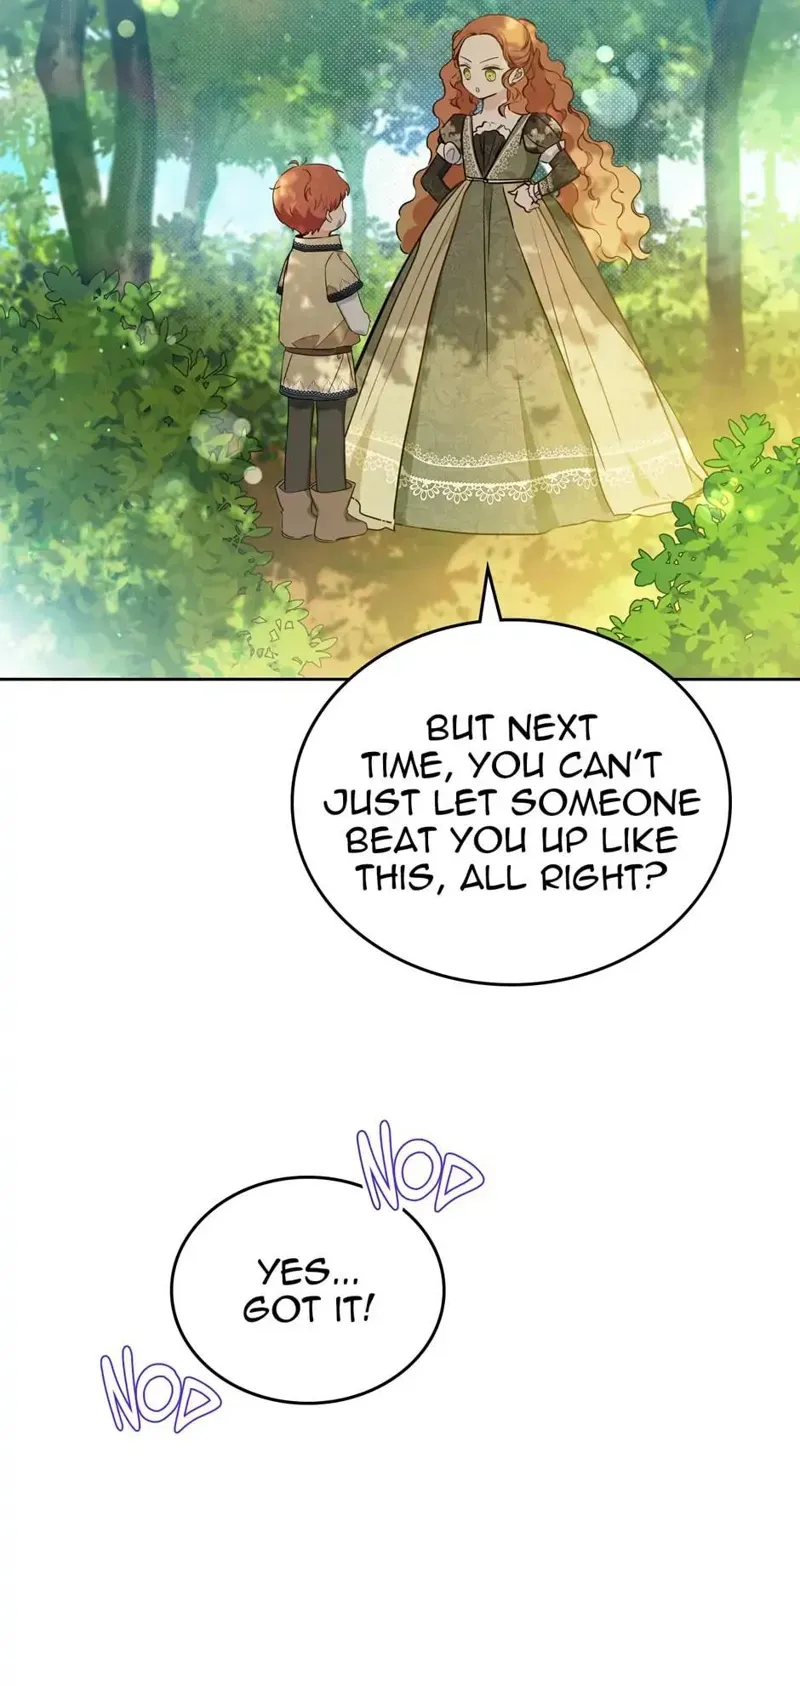 BUT NEXT
TIME, YOU CAN'T
JUST LET SOMEONE
BEAT YOU UP LIKE
THIS, ALL RIGHT?
NOD
YES...
GOT IT!
NOD